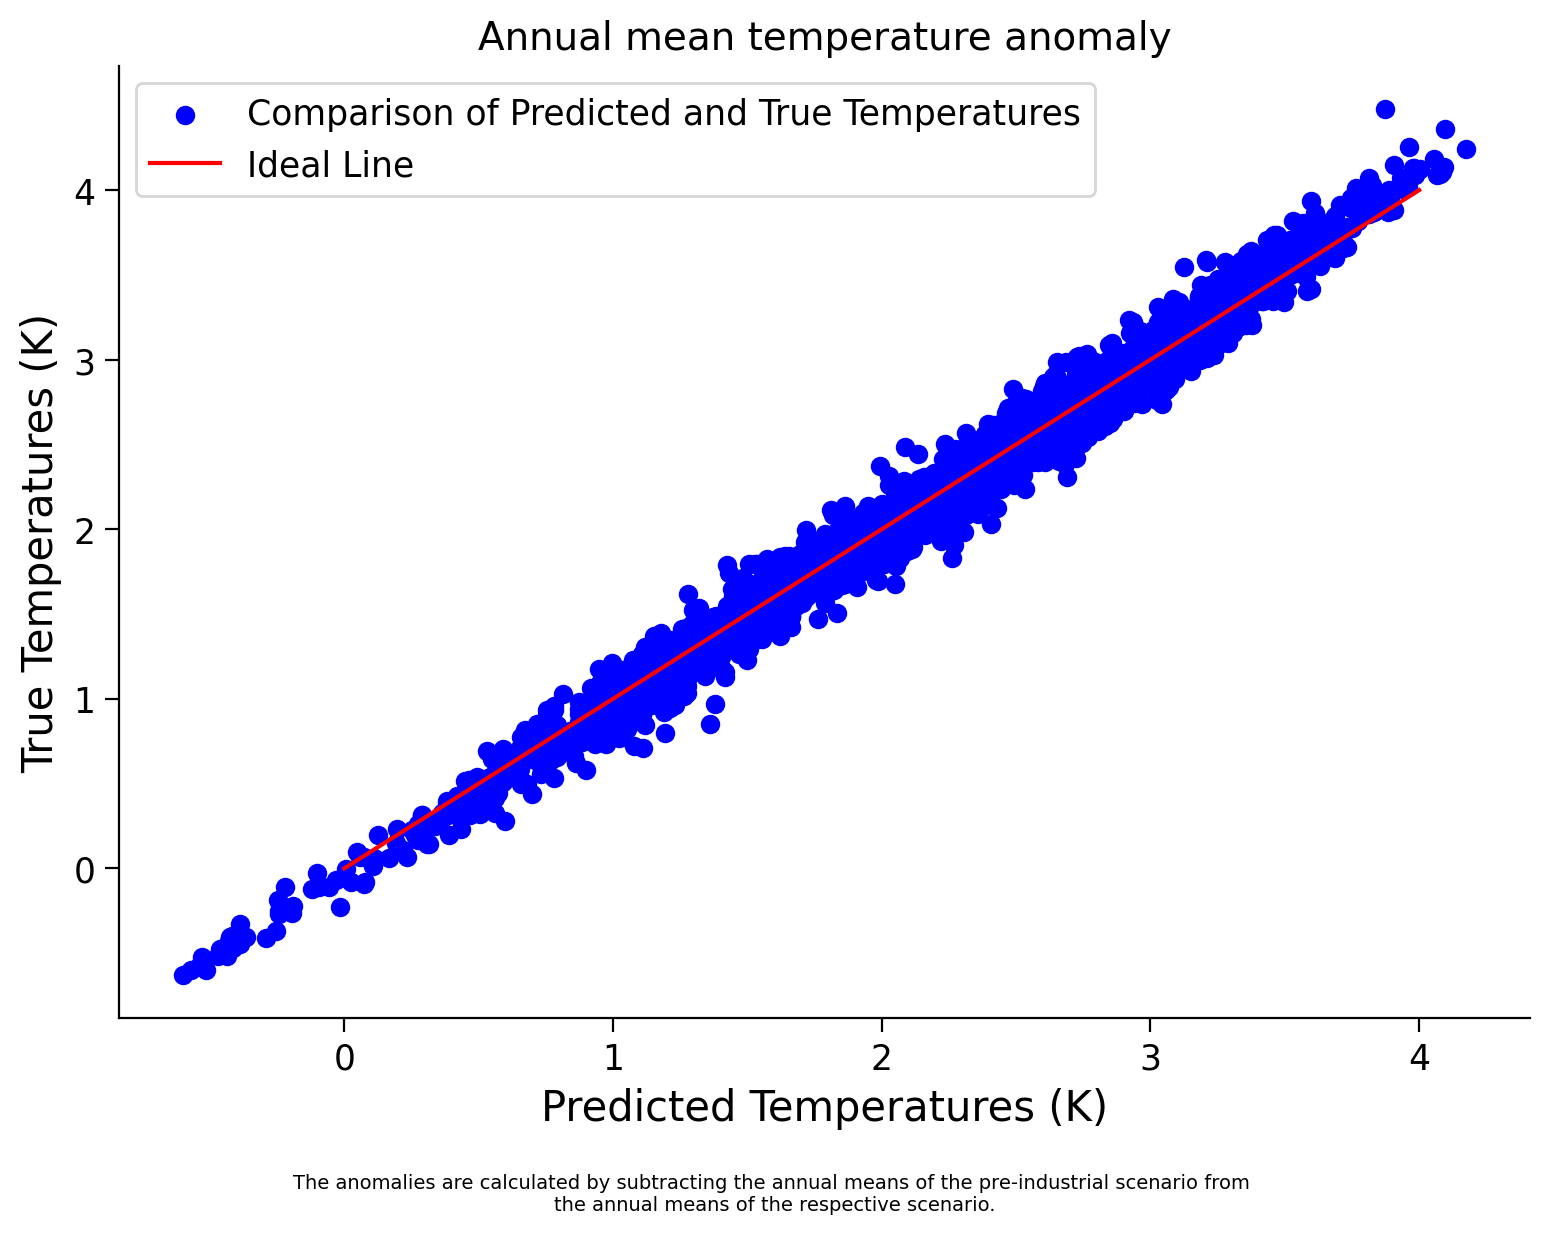 Annual mean temperature anomaly
Comparison of Predicted and True Temperatures
Ideal Line
True Temperatures (K)
4
3
2
1
0
0 1 2 3 4
Predicted Temperatures (K)
The anomalies are calculated by subtracting the annual means of the pre-industrial scenario from
the annual means of the respective scenario.